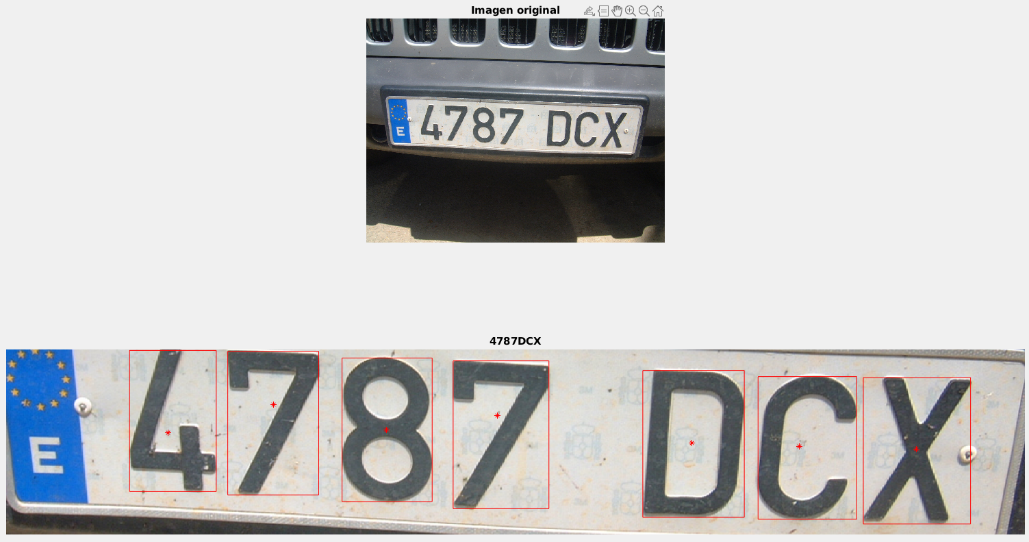 Imagen original
E 4787 DCX
4787DCX
E 4787 DCX